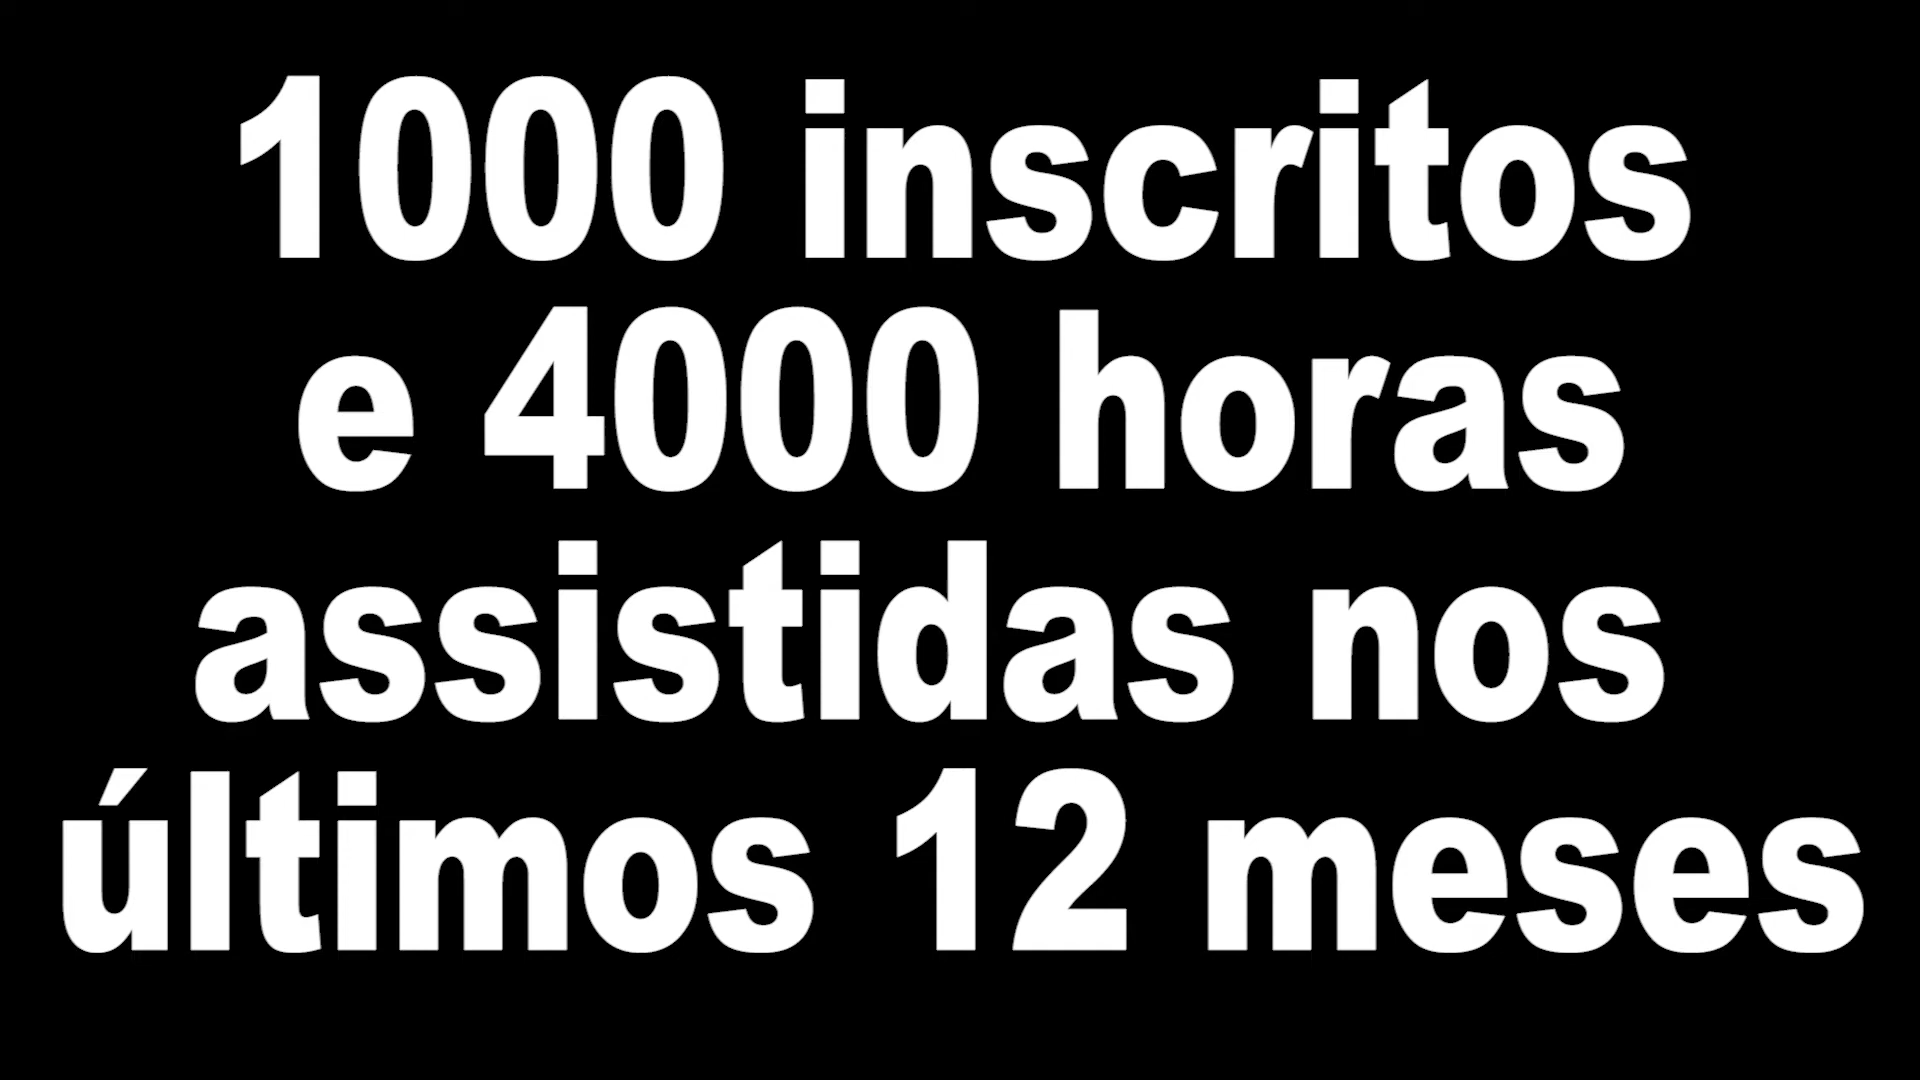 1000 inscritos
e 4000 horas
assistidas nos
últimos 12 meses